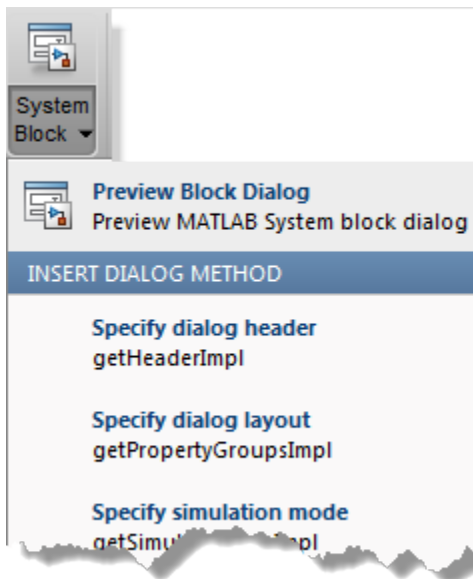 System
Block
Preview Block Dialog
Preview MATLAB System block dialog
INSERT DIALOG METHOD
Specify dialog header
getHeaderImpl
Specify dialog layout
getPropertyGroupsImpl
Specify simulation mode